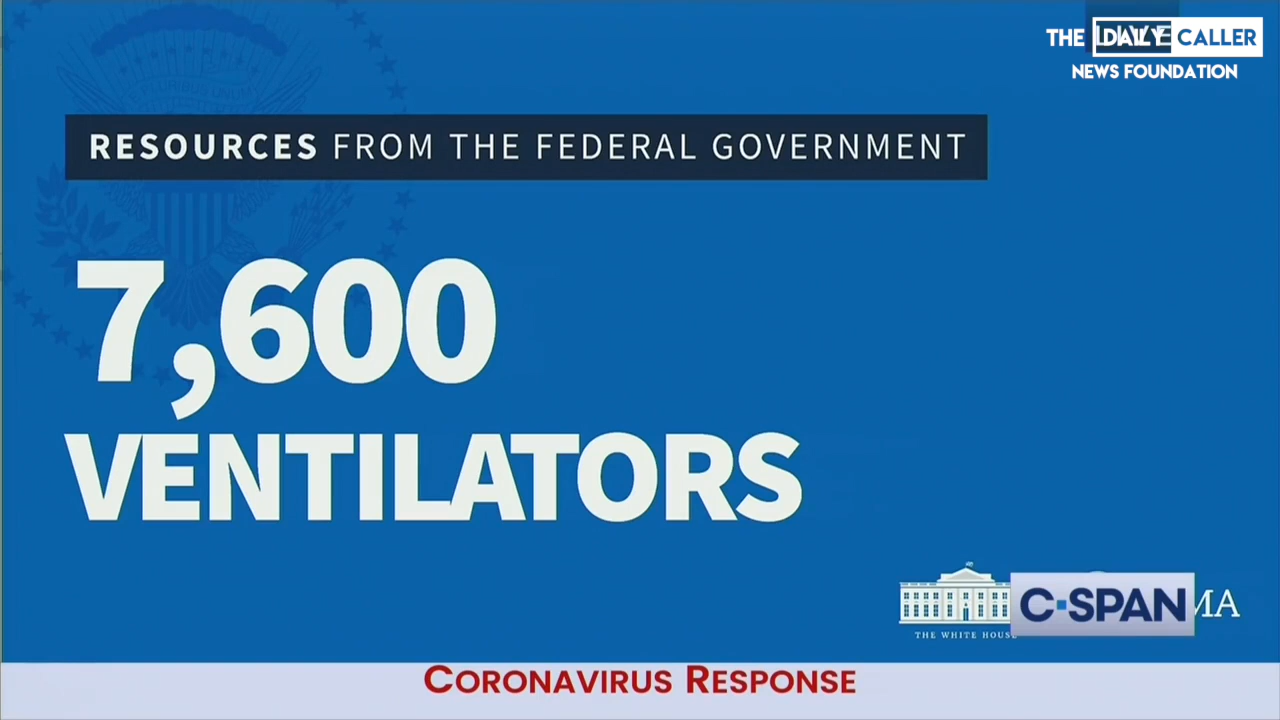 THE DAILY CALLER
NEWS FOUNDATION
RESOURCES FROM THE FEDERAL GOVERNMENT
7,600
VENTILATORS
C·SPAN
THE WHITE HOUSE
CORONAVIRUS RESPONSE